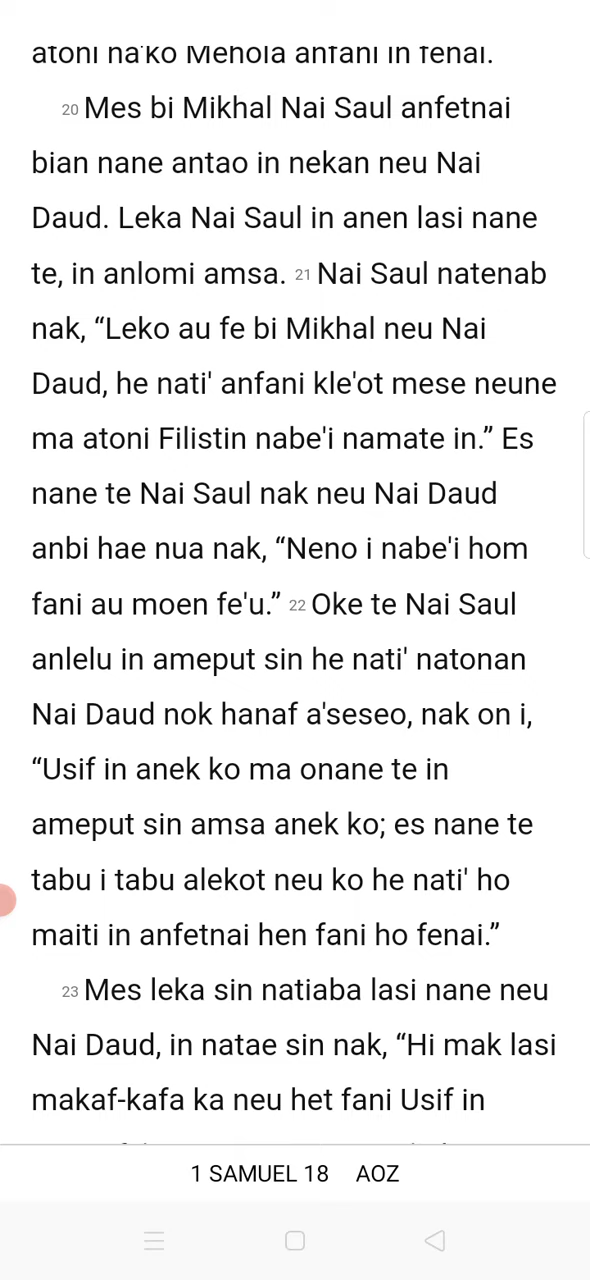 atoni na'ko Mehola anfani in fenai.
20 Mes bi Mikhal Nai Saul anfetnai
bian nane antao in nekan neu Nai
Daud. Leka Nai Saul in anen lasi nane
te, in anlomi amsa. 21 Nai Saul natenab
nak, “Leko au fe bi Mikhal neu Nai
Daud, he nati' anfani kle'ot mese neune
ma atoni Filistin nabe'i namate in.” Es
nane te Nai Saul nak neu Nai Daud
anbi hae nua nak, “Neno i nabe'i hom
fani au moen fe'u.” 22 Oke te Nai Saul
anlelu in ameput sin he nati' natonan
Nai Daud nok hanaf a'seseo, nak on i,
“Usif in anek ko ma onane te in
ameput sin amsa anek ko; es nane te
tabu i tabu alekot neu ko he nati' ho
maiti in anfetnai hen fani ho fenai.”
23 Mes leka sin natiaba lasi nane neu
Nai Daud, in natae sin nak, “Hi mak lasi
makaf-kafa ka neu het fani Usif in
1 SAMUEL 18 AOZ